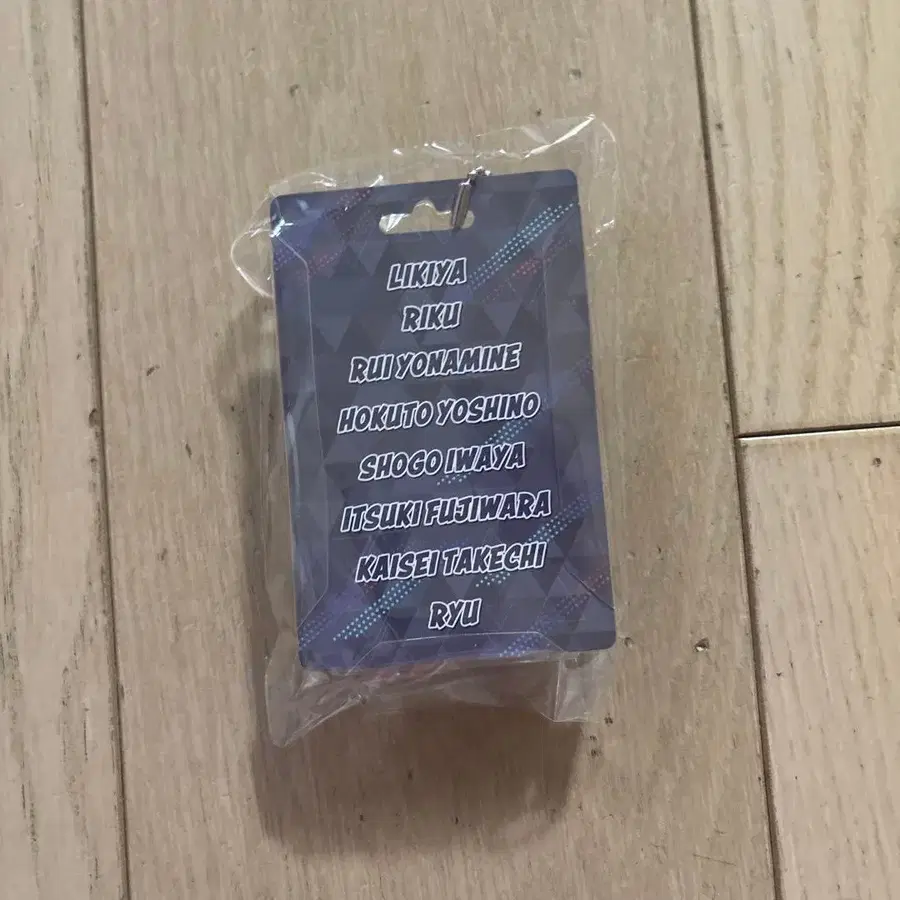 LIKIYA
RIKU
RUI YONAMINE
HOKUTO YOSHINO
SHOGO IWAYA
ITSUKI FUJIWARA
KAISEI TAKECHI
RYU